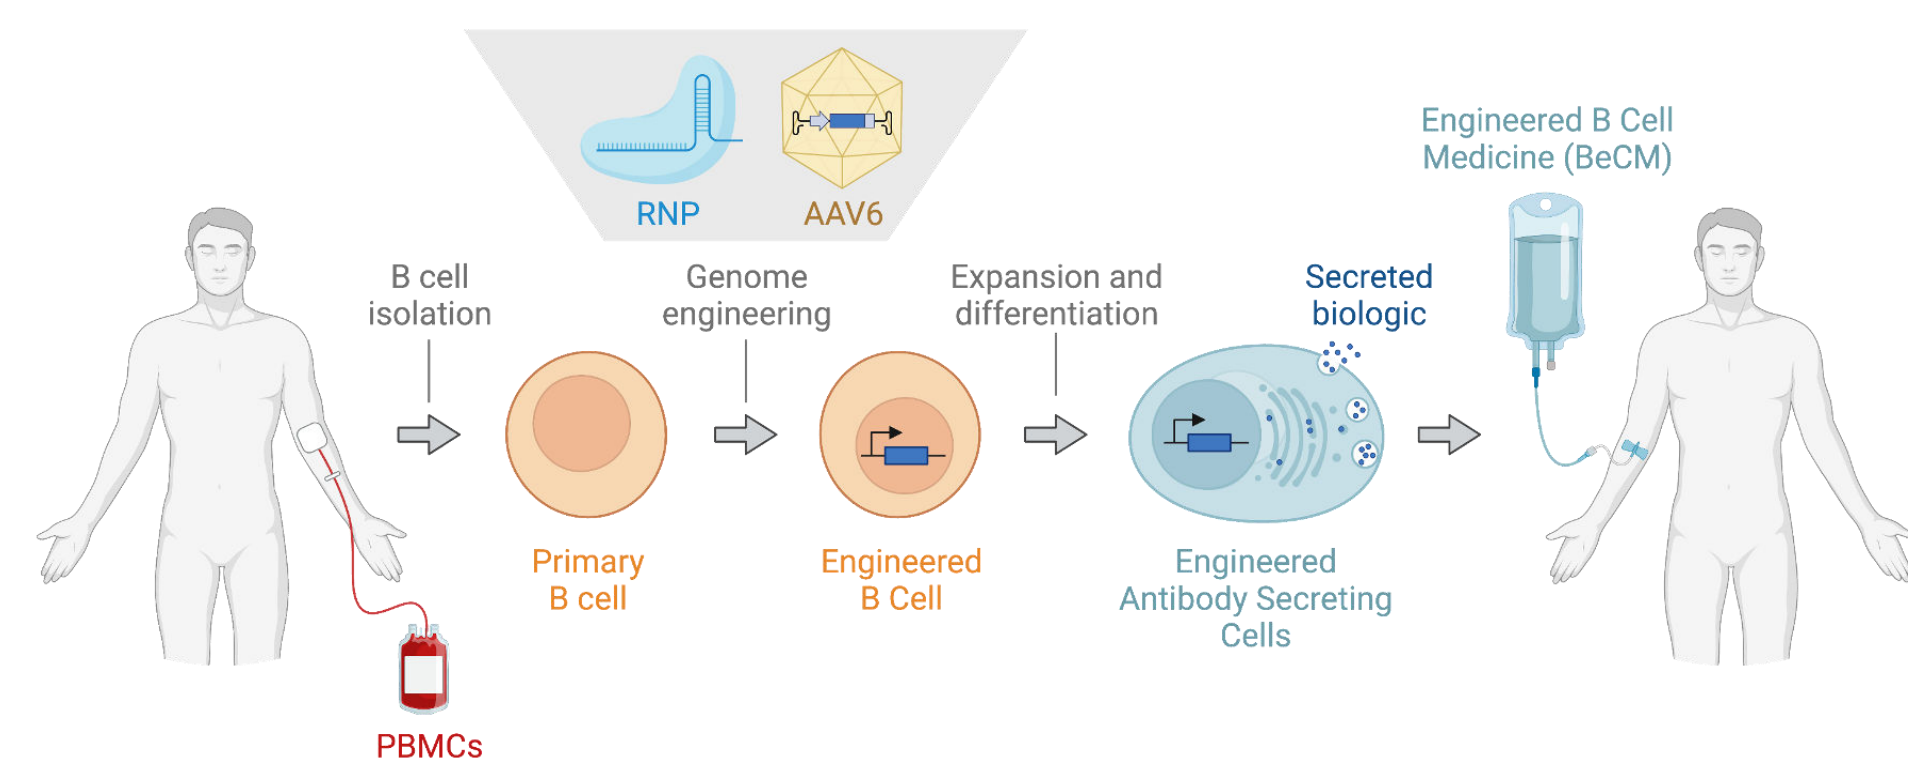 RNP
AAV6
Engineered B Cell
Medicine (BeCM)
B cell
isolation
Genome
engineering
Expansion and
differentiation
Secreted
biologic
Primary
B cell
Engineered
B Cell
Engineered
Antibody Secreting
Cells
PBMCs